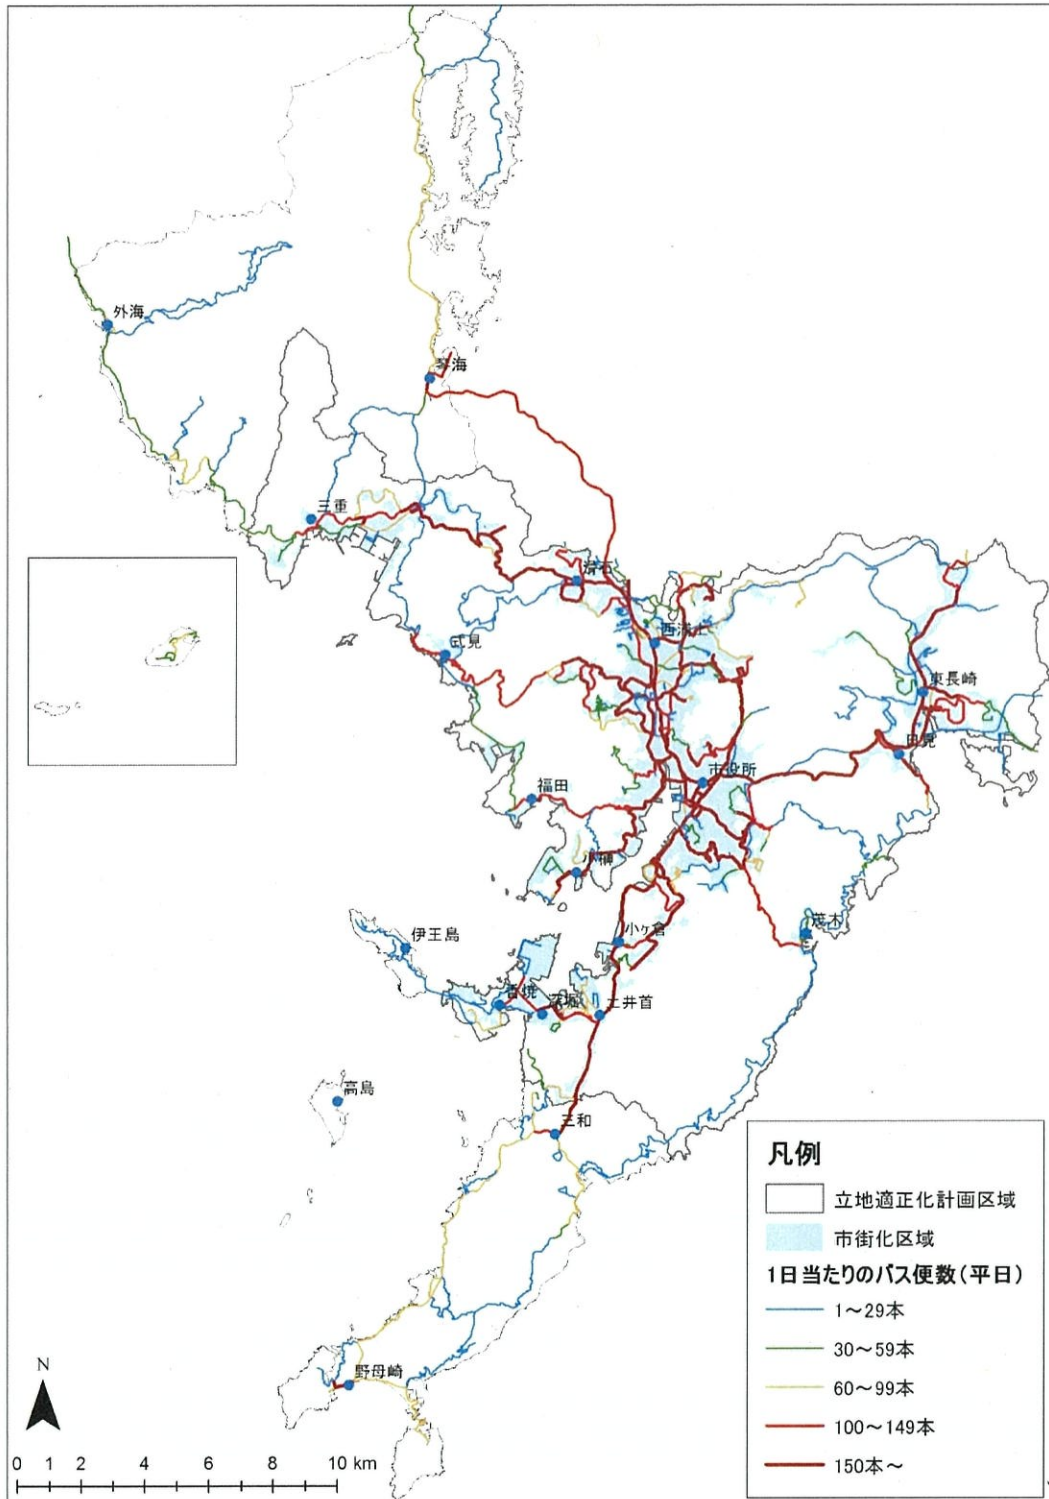 外海
琴海
三重
滑石
西浦上
式見
東長崎
日見
市役所
福田
小榊
茂木
伊王島
小ヶ倉
香焼
深堀
土井首
高島
三和
野母崎
凡例
立地適正化計画区域
市街化区域
1日当たりのバス便数(平日)
1～29本
30～59本
60～99本
100～149本
150本～
N
0 1 2 4 6 8 10 km